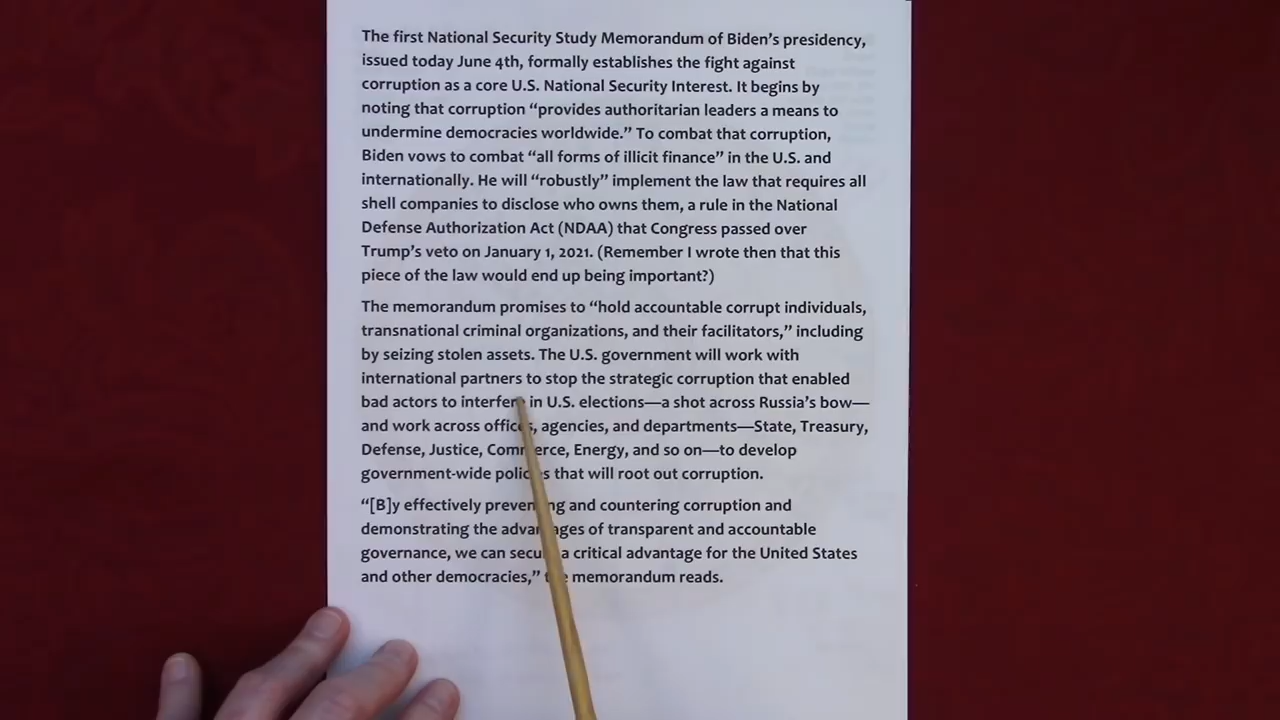 The first National Security Study Memorandum of Biden's presidency,
issued today June 4th, formally establishes the fight against
corruption as a core U.S. National Security Interest. It begins by
noting that corruption “provides authoritarian leaders a means to
undermine democracies worldwide.” To combat that corruption,
Biden vows to combat “all forms of illicit finance” in the U.S. and
internationally. He will “robustly” implement the law that requires all
shell companies to disclose who owns them, a rule in the National
Defense Authorization Act (NDAA) that Congress passed over
Trump’s veto on January 1, 2021. (Remember I wrote then that this
piece of the law would end up being important?)
The memorandum promises to “hold accountable corrupt individuals,
transnational criminal organizations, and their facilitators,” including
by seizing stolen assets. The U.S. government will work with
international partners to stop the strategic corruption that enabled
bad actors to interfere in U.S. elections—a shot across Russia’s bow—
and work across offices, agencies, and departments—State, Treasury,
Defense, Justice, Commerce, Energy, and so on—to develop
government-wide policies that will root out corruption.
“[B]y effectively preventing and countering corruption and
demonstrating the advantages of transparent and accountable
governance, we can secure a critical advantage for the United States
and other democracies,” the memorandum reads.